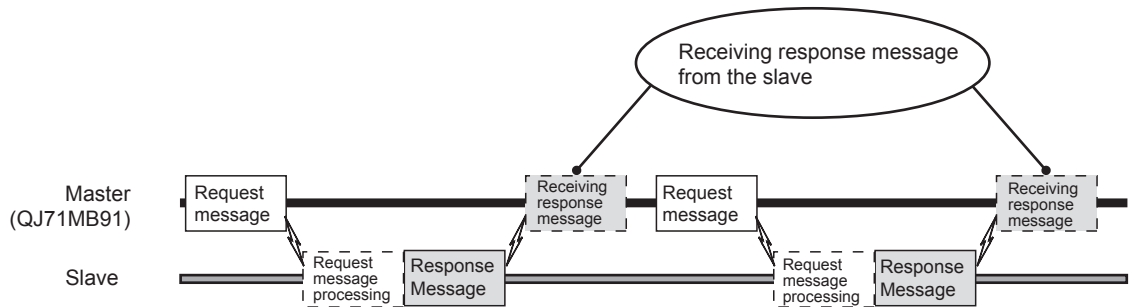 Receiving response message
from the slave
Master
(QJ71MB91)
Request
message
Receiving
response
message
Request
message
Receiving
response
message
Slave
Request
message
processing
Response
Message
Request
message
processing
Response
Message